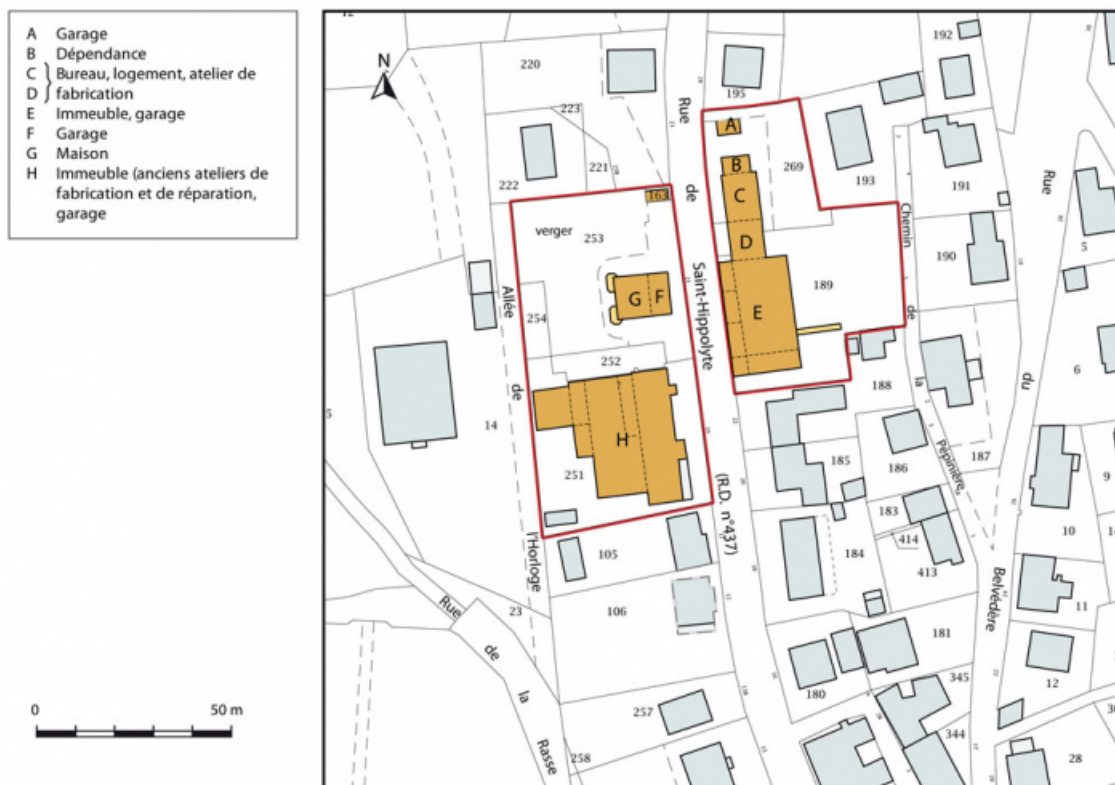 A Garage
B Dépendance
C Bureau, logement, atelier de
D fabrication
E Immeuble, garage
F Garage
G Maison
H Immeuble (anciens ateliers de
fabrication et de réparation,
garage
0 50 m
N
12
220
223
221
222
Rue
195
192
A
B
C
D
E
269
193
191
163
de
verger
253
Chemin
Rue
5
190
Saint-Hippolyte
189
G
F
Allée
254
de
252
188
la
du
6
de
14
H
251
185
186
187
Pépinière
9
(R.D. n°437)
183
414
184
413
10
l'Horloge
105
Belvédère
11
106
23
Rue
de
la
Rasse
181
12
180
345
344
257
258
28